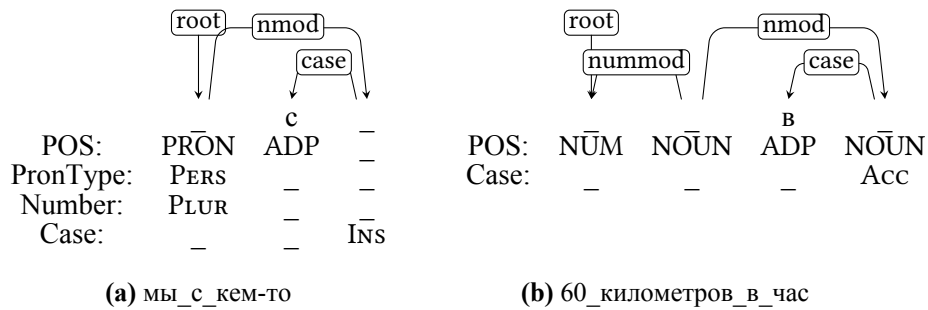 root nmod root nmod
case nummod case
с _ в
_ _ _ _
POS: PRON ADP _ POS: NUM NOUN ADP NOUN
PronType: PERS _ _ Case: _ _ _ ACC
Number: PLUR _ _
Case: _ _ INS
(a) мы_с_кем-то (b) 60_километров_в_час